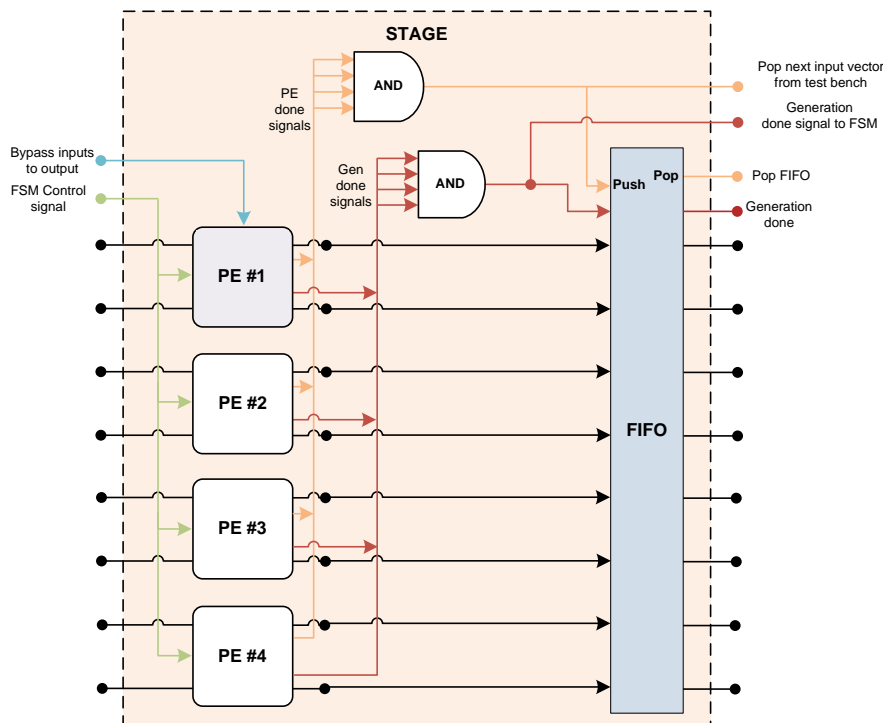 STAGE
AND
PE
done
signals
Pop next input vector
from test bench
Generation
done signal to FSM
Bypass inputs
to output
FSM Control
signal
Gen
done
signals
AND
Push
Pop
Pop FIFO
Generation
done
PE #1
PE #2
PE #3
PE #4
FIFO